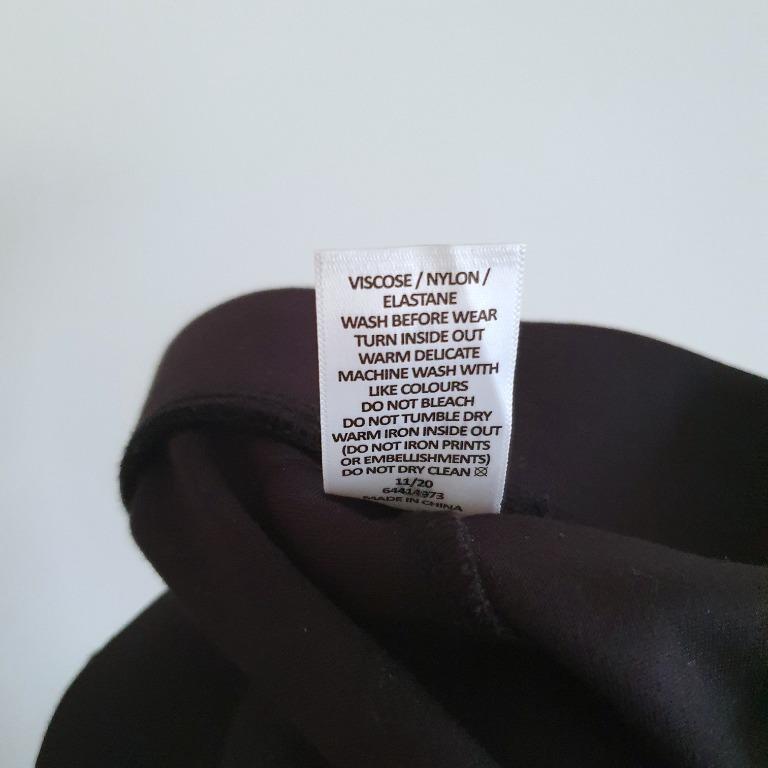 VISCOSE / NYLON /
ELASTANE
WASH BEFORE WEAR
TURN INSIDE OUT
WARM DELICATE
MACHINE WASH WITH
LIKE COLOURS
DO NOT BLEACH
DO NOT TUMBLE DRY
WARM IRON INSIDE OUT
(DO NOT IRON PRINTS
OR EMBELLISHMENTS)
DO NOT DRY CLEAN
11/20
MADE IN CHINA